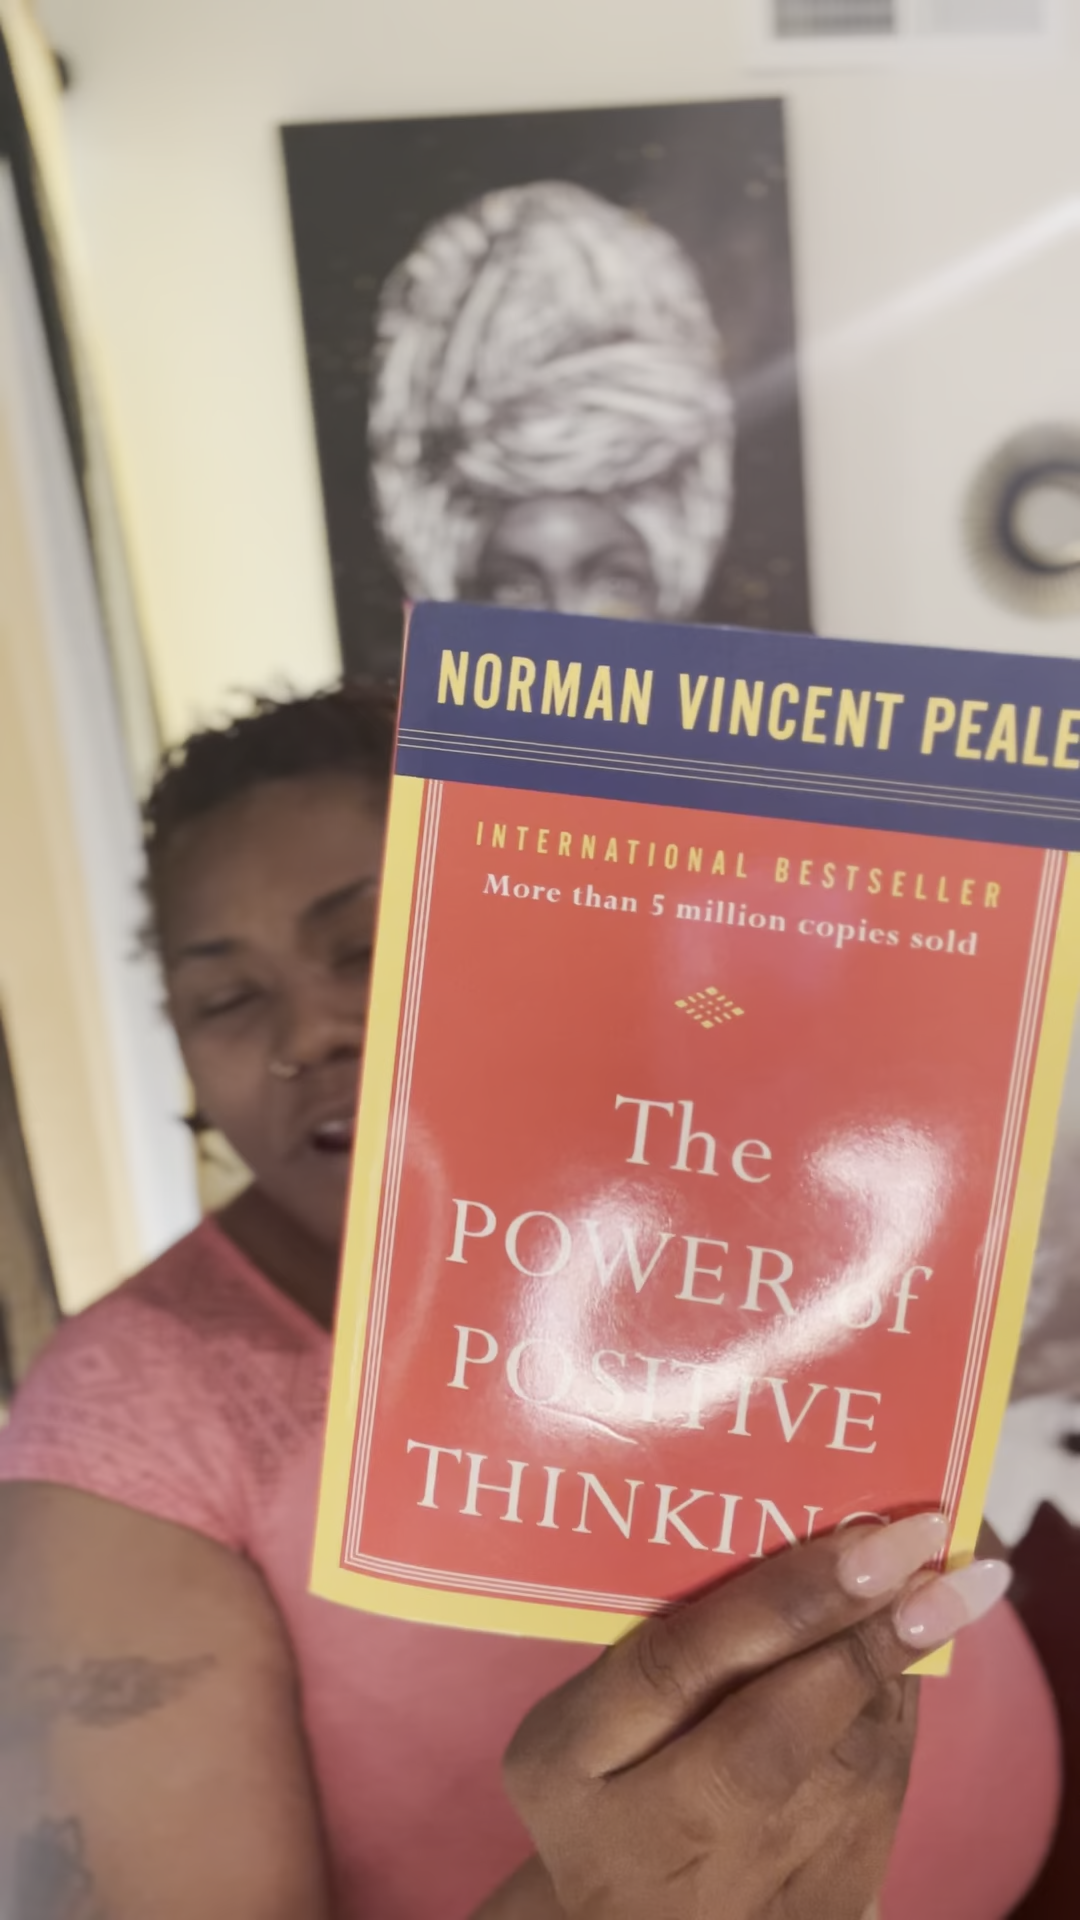 NORMAN VINCENT PEALE
INTERNATIONAL BESTSELLER
More than 5 million copies sold
The
POWER of
POSITIVE
THINKING